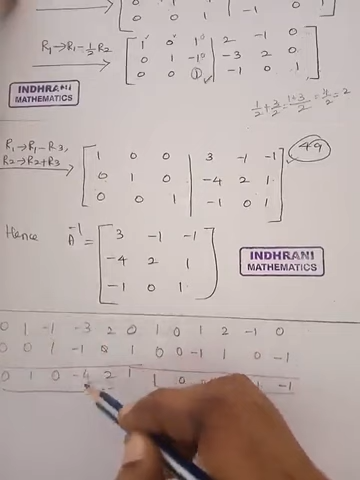 0 0 1 | -1 0 1
R₁→R₁-½R₂ [ 1 0 1 | 2 -1 0
0 1 -1 | -3 2 0
0 0 1 | -1 0 1 ]
INDHRANI
MATHEMATICS
1/2+3/2=1+3/2=4/2=2
R₁→R₁-R₃,
R₂→R₂+R₃ [ 1 0 0 | 3 -1 -1
0 1 0 | -4 2 1
0 0 1 | -1 0 1 ]
49
Hence A⁻¹= [ 3 -1 -1
-4 2 1
-1 0 1 ]
INDHRANI
MATHEMATICS
0 1 -1 -3 2 0 1 0 1 2 -1 0
0 0 1 -1 0 1 0 0 -1 1 0 -1
0 1 0 -4 2 1 1 0 -1